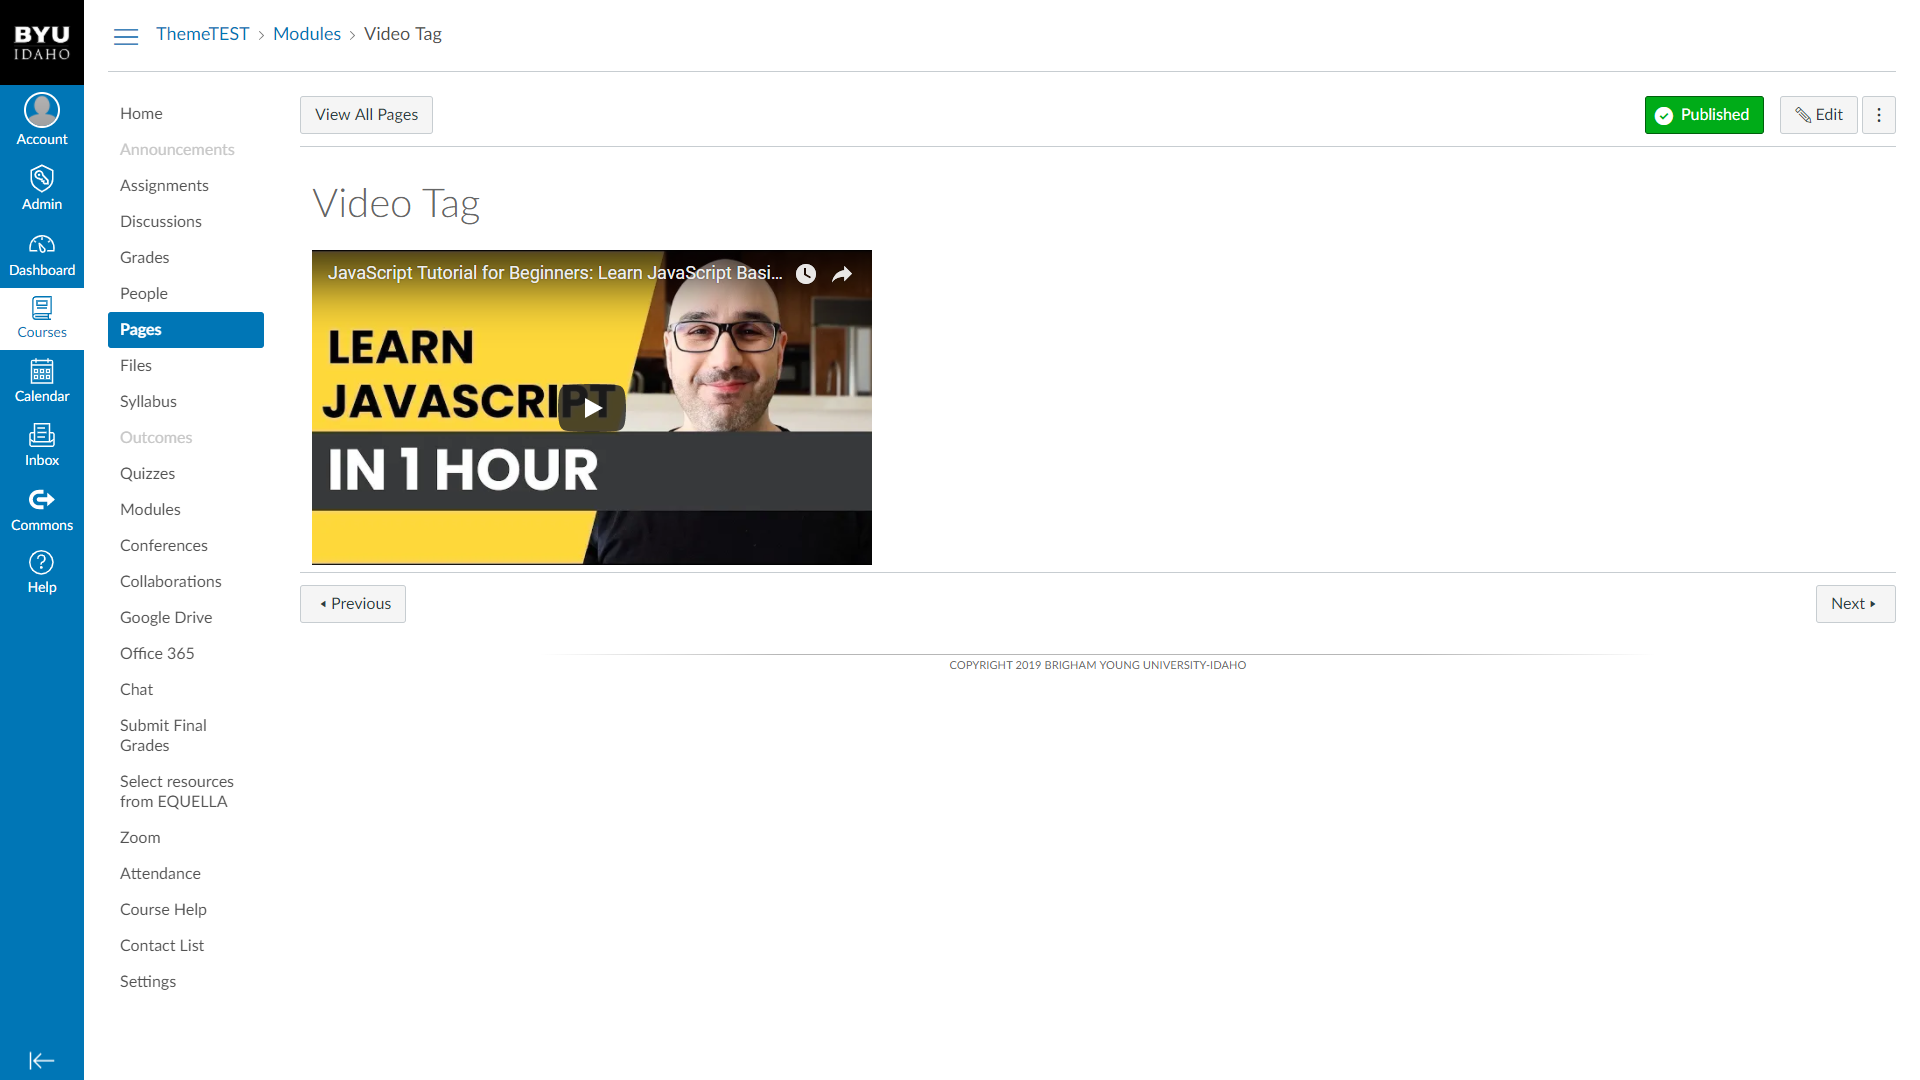 BYU
IDAHO
Account
Admin
Dashboard
Courses
Calendar
Inbox
Commons
Help
ThemeTEST > Modules > Video Tag
Home
Announcements
Assignments
Discussions
Grades
People
Pages
Files
Syllabus
Outcomes
Quizzes
Modules
Conferences
Collaborations
Google Drive
Office 365
Chat
Submit Final
Grades
Select resources
from EQUELLA
Zoom
Attendance
Course Help
Contact List
Settings
View All Pages
Published
Edit
Video Tag
JavaScript Tutorial for Beginners: Learn JavaScript Basi...
LEARN
JAVASCRIPT
IN 1 HOUR
Previous
Next
COPYRIGHT 2019 BRIGHAM YOUNG UNIVERSITY-IDAHO